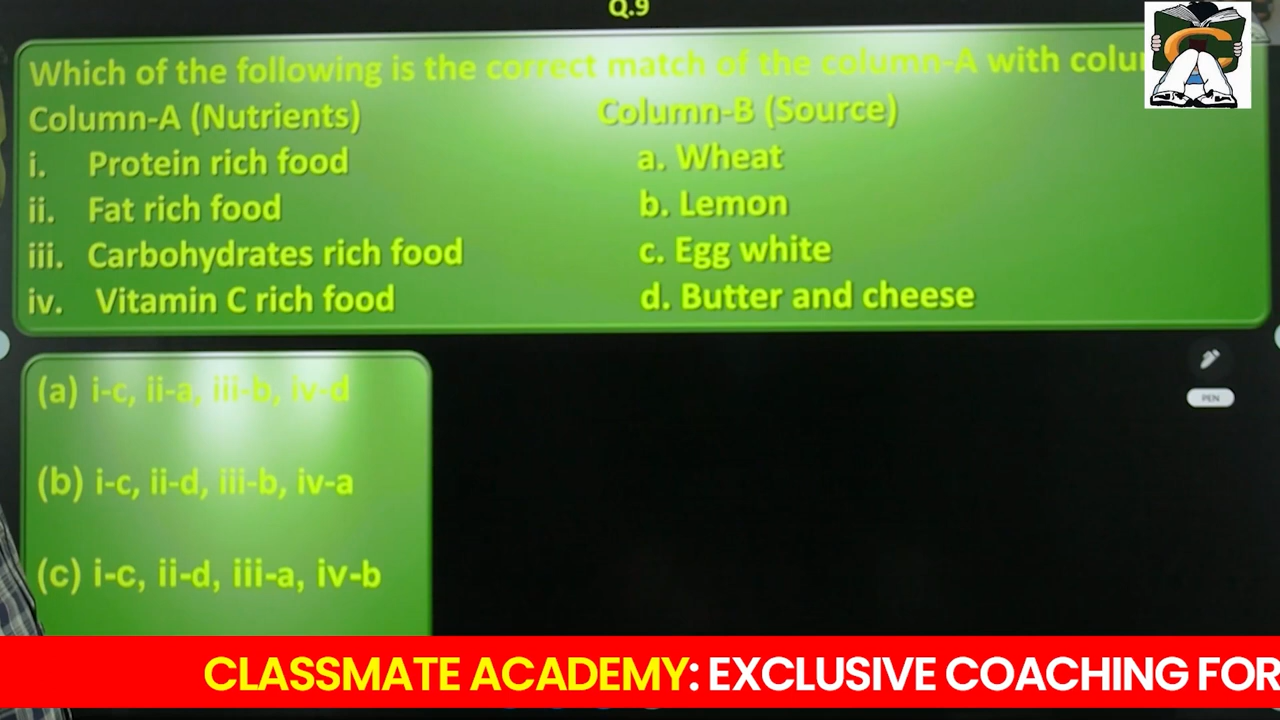 Q.9
Which of the following is the correct match of the column-A with colu
Column-A (Nutrients) Column-B (Source)
i. Protein rich food a. Wheat
ii. Fat rich food b. Lemon
iii. Carbohydrates rich food c. Egg white
iv. Vitamin C rich food d. Butter and cheese
(a) i-c, ii-a, iii-b, iv-d
PEN
(b) i-c, ii-d, iii-b, iv-a
(c) i-c, ii-d, iii-a, iv-b
CLASSMATE ACADEMY: EXCLUSIVE COACHING FOR